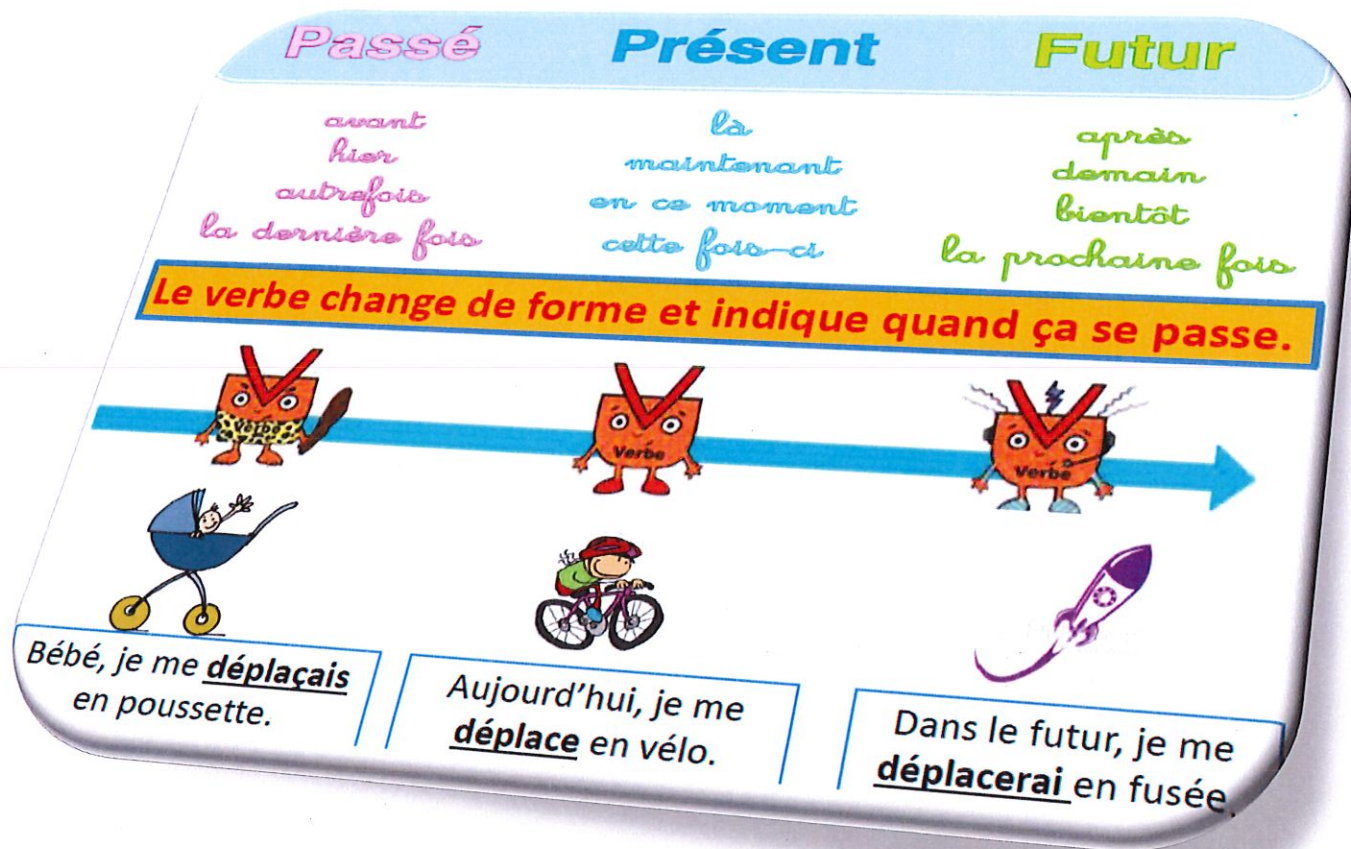 Passé Présent Futur
avant là après
hier maintenant demain
autrefois en ce moment bientôt
la dernière fois cette fois-ci la prochaine fois
Le verbe change de forme et indique quand ça se passe.
Verbe Verbe Verbe
Bébé, je me déplaçais
en poussette.
Aujourd'hui, je me
déplace en vélo.
Dans le futur, je me
déplacerai en fusée.